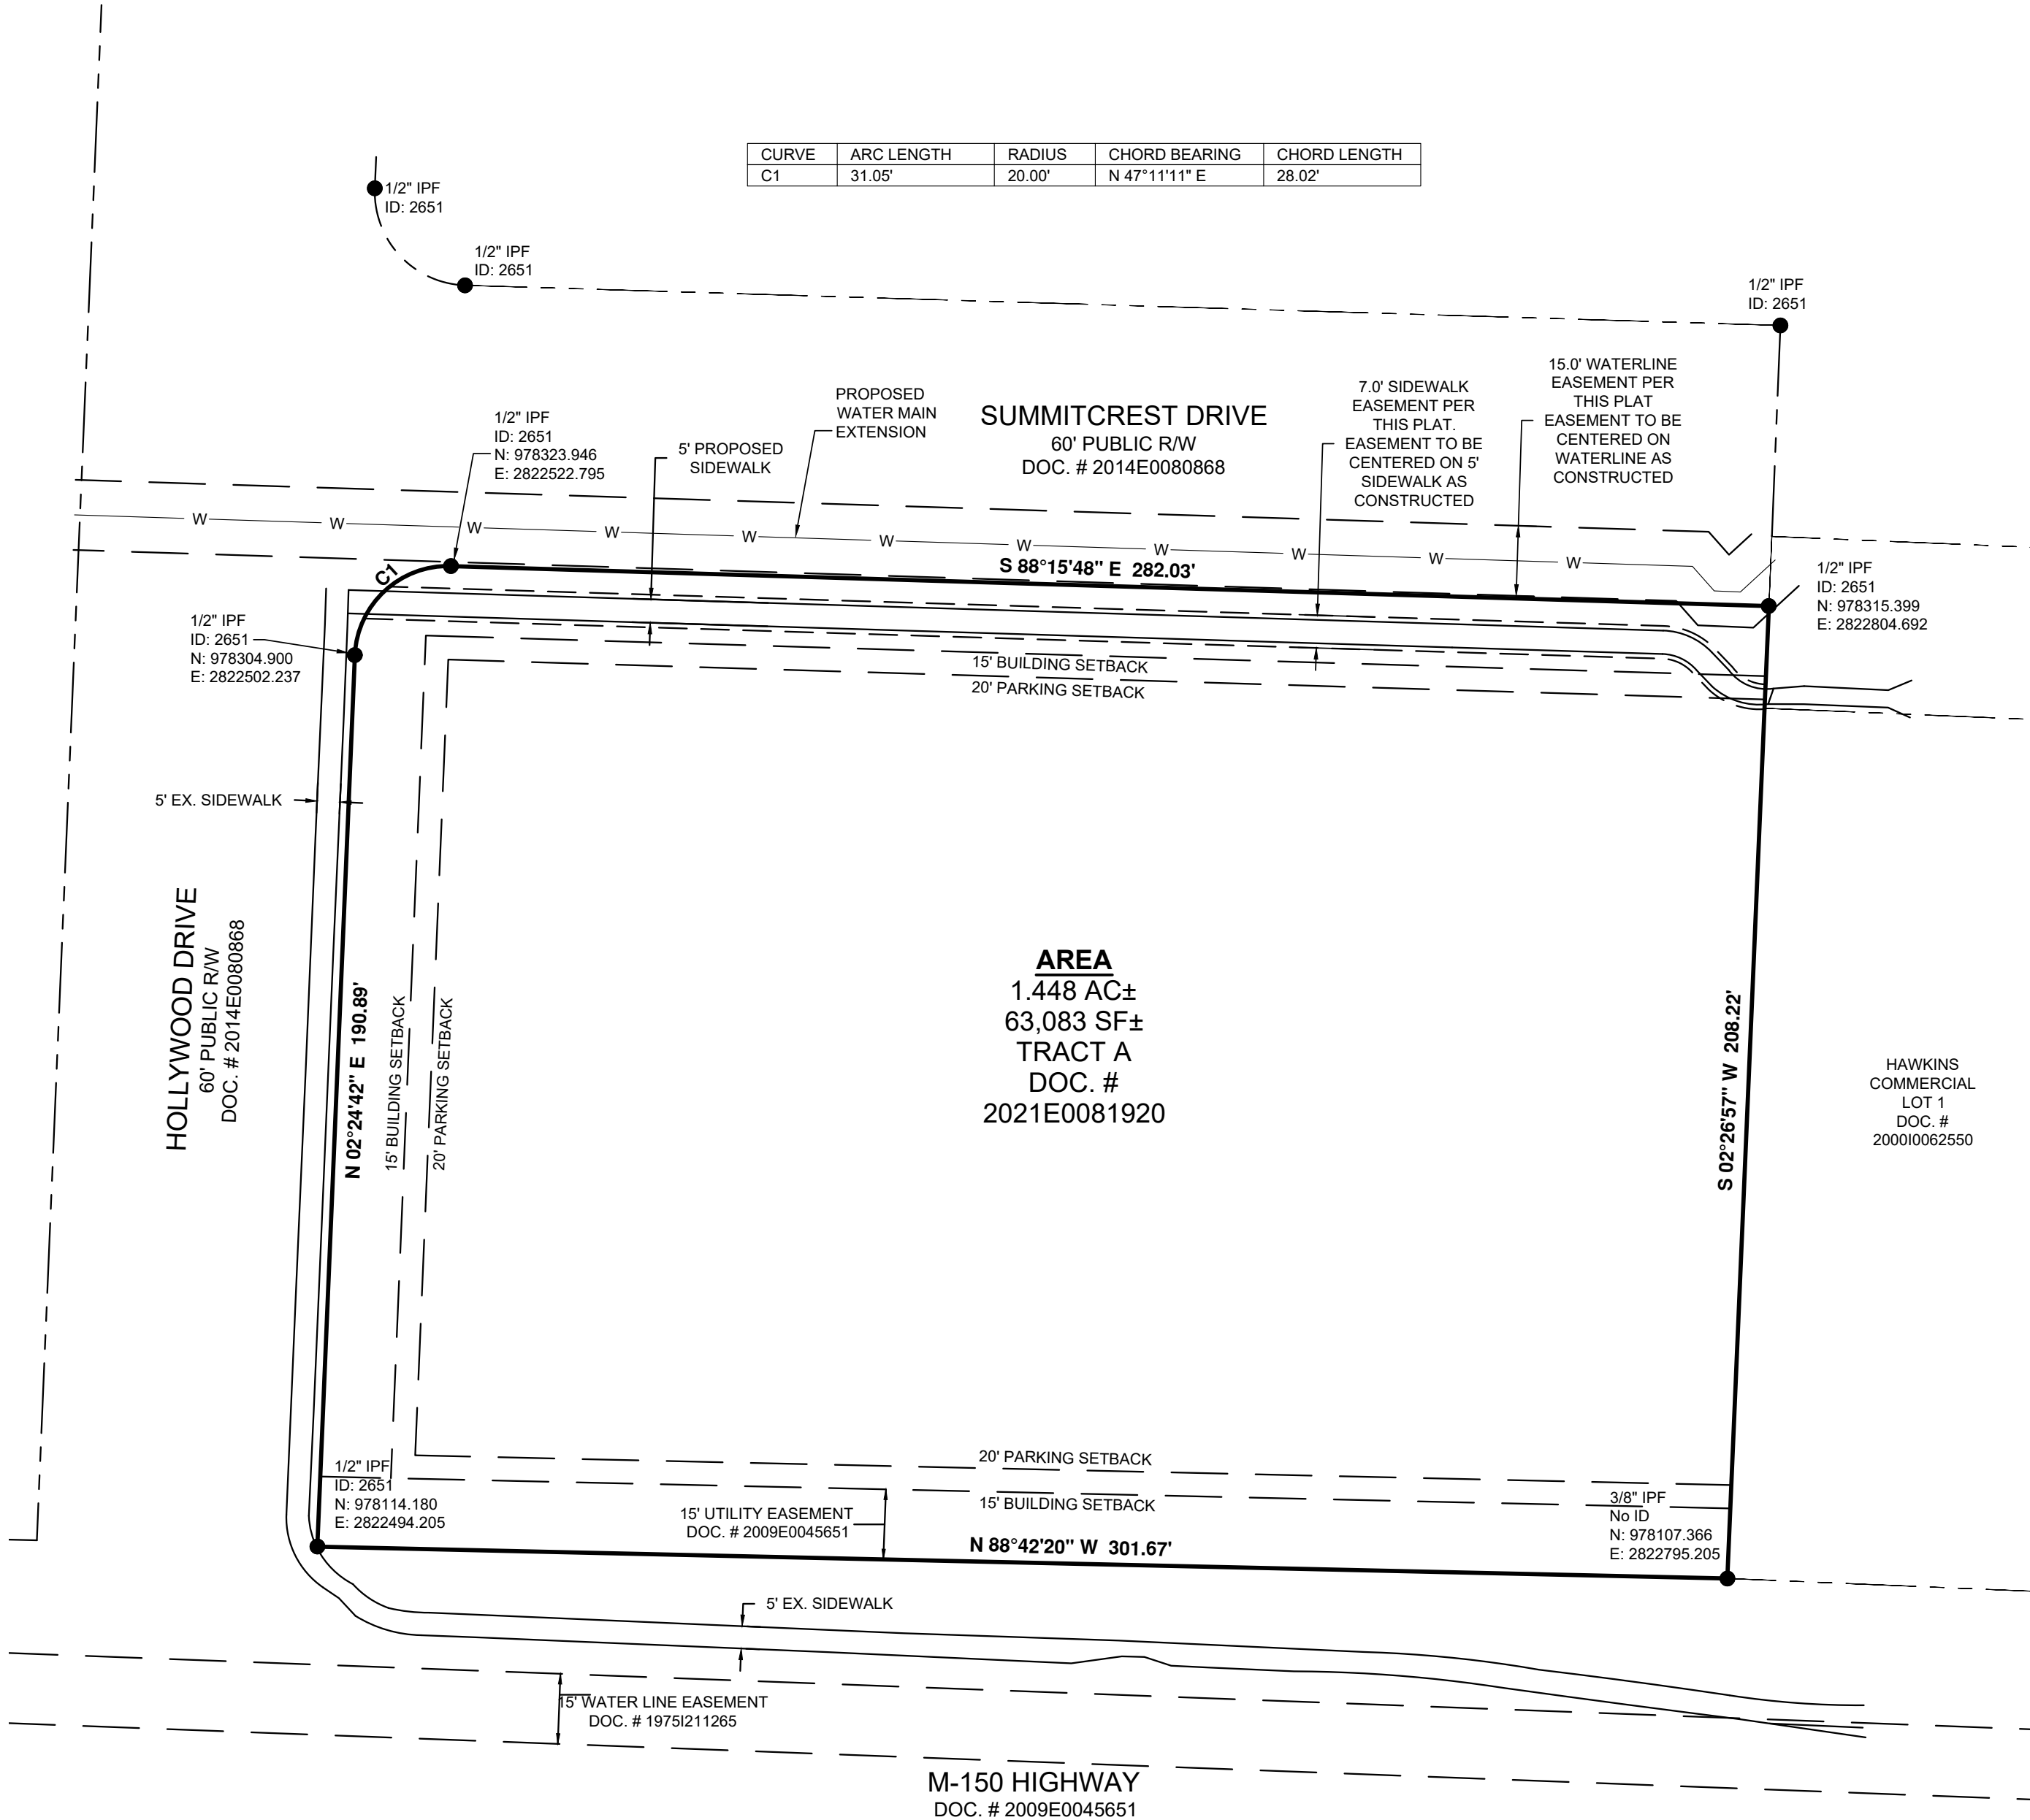 CURVE ARC LENGTH RADIUS CHORD BEARING CHORD LENGTH
C1 31.05' 20.00' N 47°11'11" E 28.02'
1/2" IPF
ID: 2651
1/2" IPF
ID: 2651
1/2" IPF
ID: 2651
1/2" IPF
ID: 2651
N: 978323.946
E: 2822522.795
5' PROPOSED
SIDEWALK
PROPOSED
WATER MAIN
EXTENSION
SUMMITCREST DRIVE
60' PUBLIC R/W
DOC. # 2014E0080868
7.0' SIDEWALK
EASEMENT PER
THIS PLAT.
EASEMENT TO BE
CENTERED ON 5'
SIDEWALK AS
CONSTRUCTED
15.0' WATERLINE
EASEMENT PER
THIS PLAT
EASEMENT TO BE
CENTERED ON
WATERLINE AS
CONSTRUCTED
W W W W W W W W W W W
C1
S 88°15'48" E 282.03'
1/2" IPF
ID: 2651
N: 978315.399
E: 2822804.692
1/2" IPF
ID: 2651
N: 978304.900
E: 2822502.237
15' BUILDING SETBACK
20' PARKING SETBACK
5' EX. SIDEWALK
HOLLYWOOD DRIVE
60' PUBLIC R/W
DOC. # 2014E0080868
N 02°24'42" E 190.89'
15' BUILDING SETBACK
20' PARKING SETBACK
AREA
1.448 AC±
63,083 SF±
TRACT A
DOC. #
2021E0081920
S 02°26'57" W 208.22'
HAWKINS
COMMERCIAL
LOT 1
DOC. #
2000I0062550
1/2" IPF
ID: 2651
N: 978114.180
E: 2822494.205
20' PARKING SETBACK
15' BUILDING SETBACK
15' UTILITY EASEMENT
DOC. # 2009E0045651
N 88°42'20" W 301.67'
3/8" IPF
No ID
N: 978107.366
E: 2822795.205
5' EX. SIDEWALK
15' WATER LINE EASEMENT
DOC. # 1975I211265
M-150 HIGHWAY
DOC. # 2009E0045651